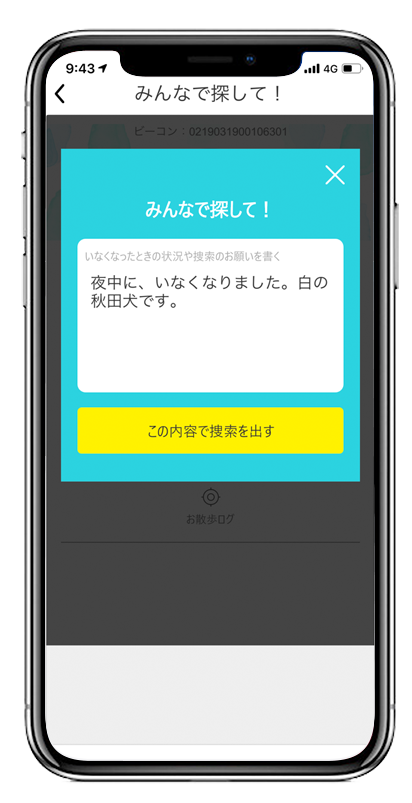 9:43
4G
みんなで探して！
ビーコン：0219031900106301
みんなで探して！
いなくなったときの状況や捜索のお願いを書く
夜中に、いなくなりました。白の
秋田犬です。
この内容で捜索を出す
お散歩ログ